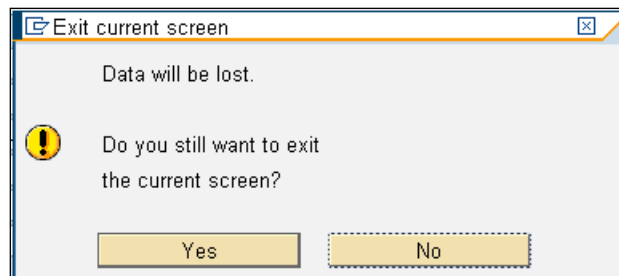 Exit current screen
Data will be lost.
Do you still want to exit
the current screen?
Yes
No